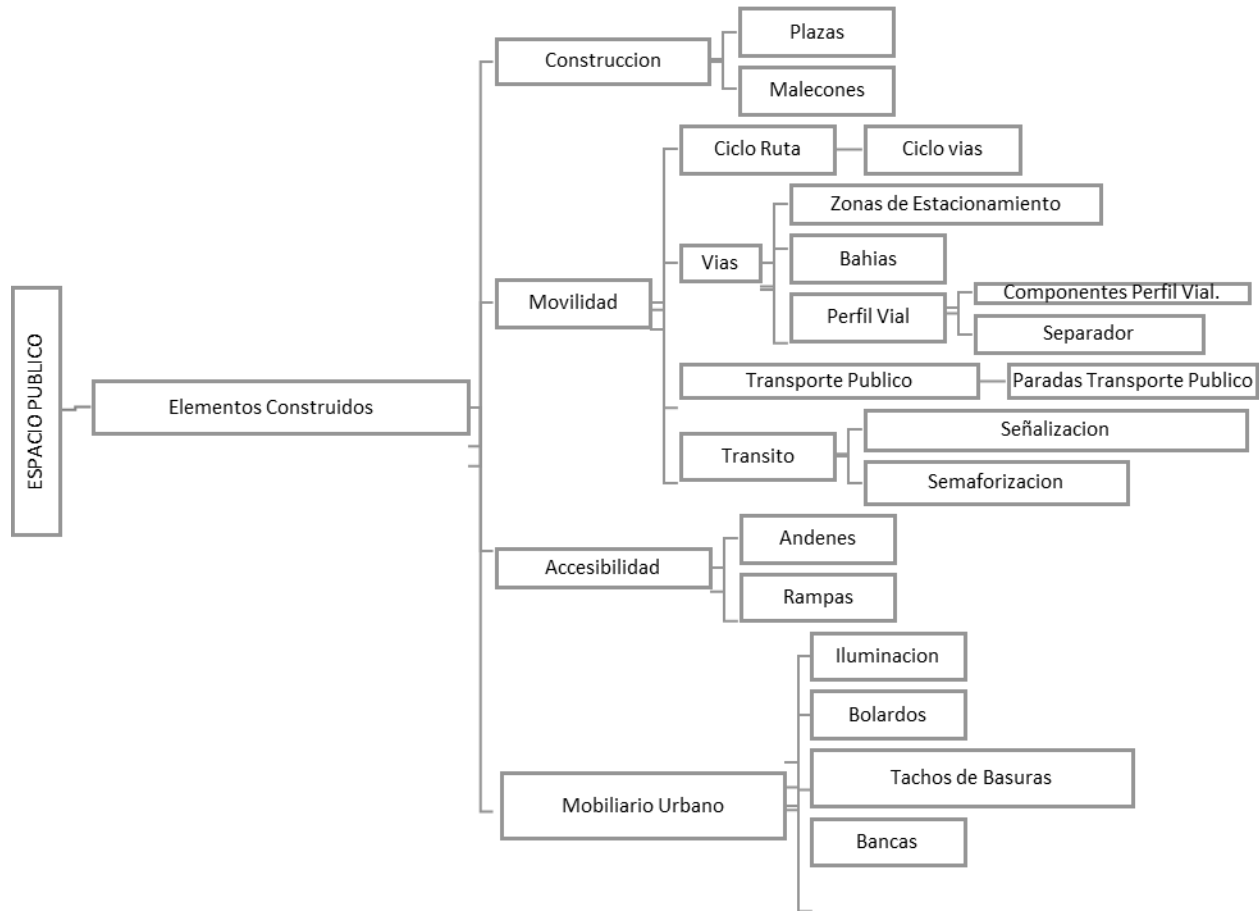 ESPACIO PUBLICO
Elementos Construidos
Construccion
Plazas
Malecones
Movilidad
Ciclo Ruta
Ciclo vias
Vias
Zonas de Estacionamiento
Bahias
Perfil Vial
Componentes Perfil Vial.
Separador
Transporte Publico
Paradas Transporte Publico
Transito
Señalizacion
Semaforizacion
Accesibilidad
Andenes
Rampas
Mobiliario Urbano
Iluminacion
Bolardos
Tachos de Basuras
Bancas